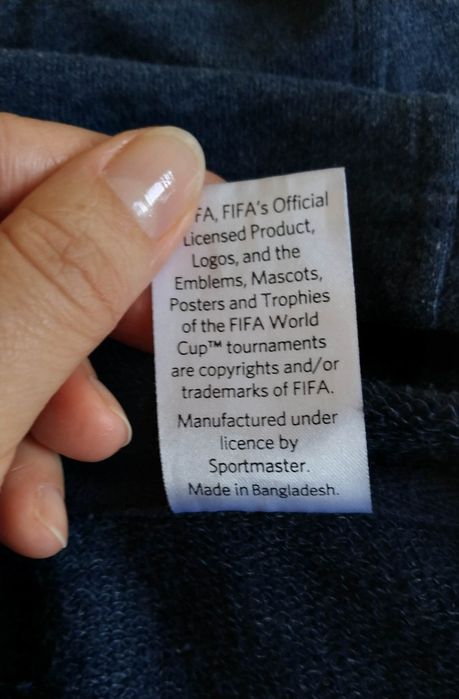 FA, FIFA's Official
Licensed Product,
Logos, and the
Emblems, Mascots,
Posters and Trophies
of the FIFA World
Cup™ tournaments
are copyrights and/or
trademarks of FIFA.
Manufactured under
licence by
Sportmaster.
Made in Bangladesh.